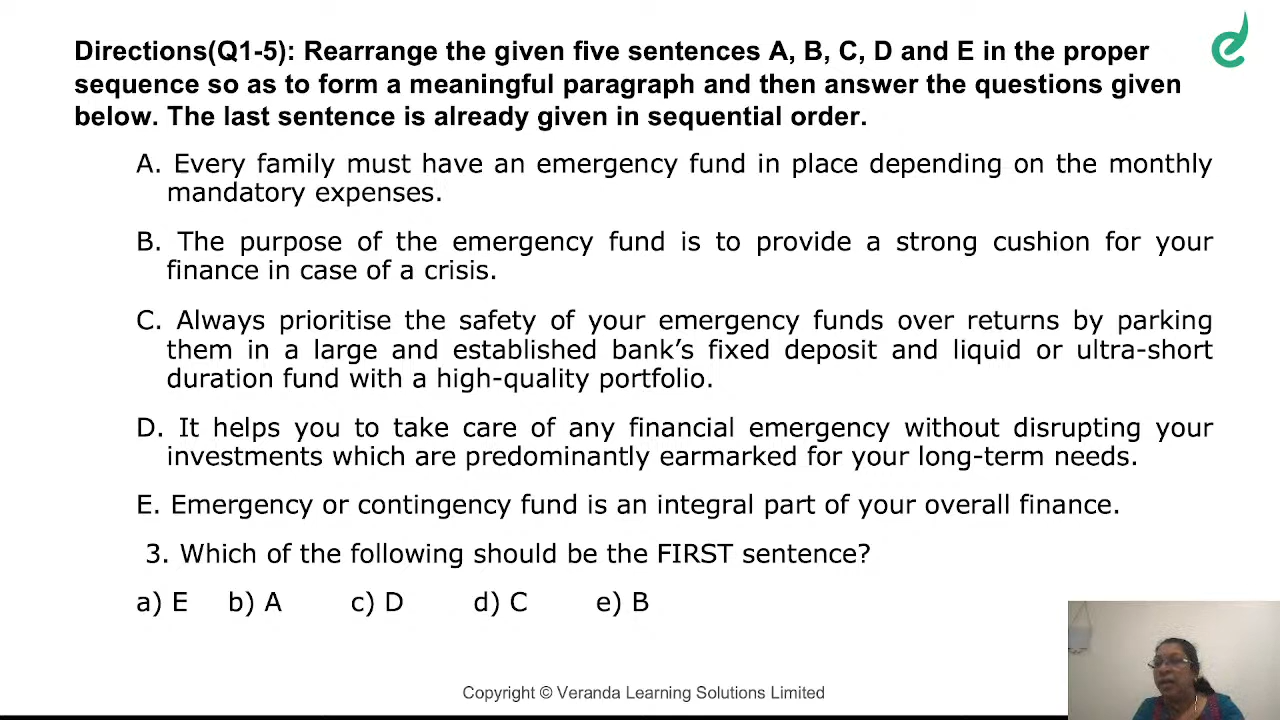 Directions(Q1-5): Rearrange the given five sentences A, B, C, D and E in the proper
sequence so as to form a meaningful paragraph and then answer the questions given
below. The last sentence is already given in sequential order.
A. Every family must have an emergency fund in place depending on the monthly
mandatory expenses.
B. The purpose of the emergency fund is to provide a strong cushion for your
finance in case of a crisis.
C. Always prioritise the safety of your emergency funds over returns by parking
them in a large and established bank's fixed deposit and liquid or ultra-short
duration fund with a high-quality portfolio.
D. It helps you to take care of any financial emergency without disrupting your
investments which are predominantly earmarked for your long-term needs.
E. Emergency or contingency fund is an integral part of your overall finance.
3. Which of the following should be the FIRST sentence?
a) E b) A c) D d) C e) B
Copyright © Veranda Learning Solutions Limited